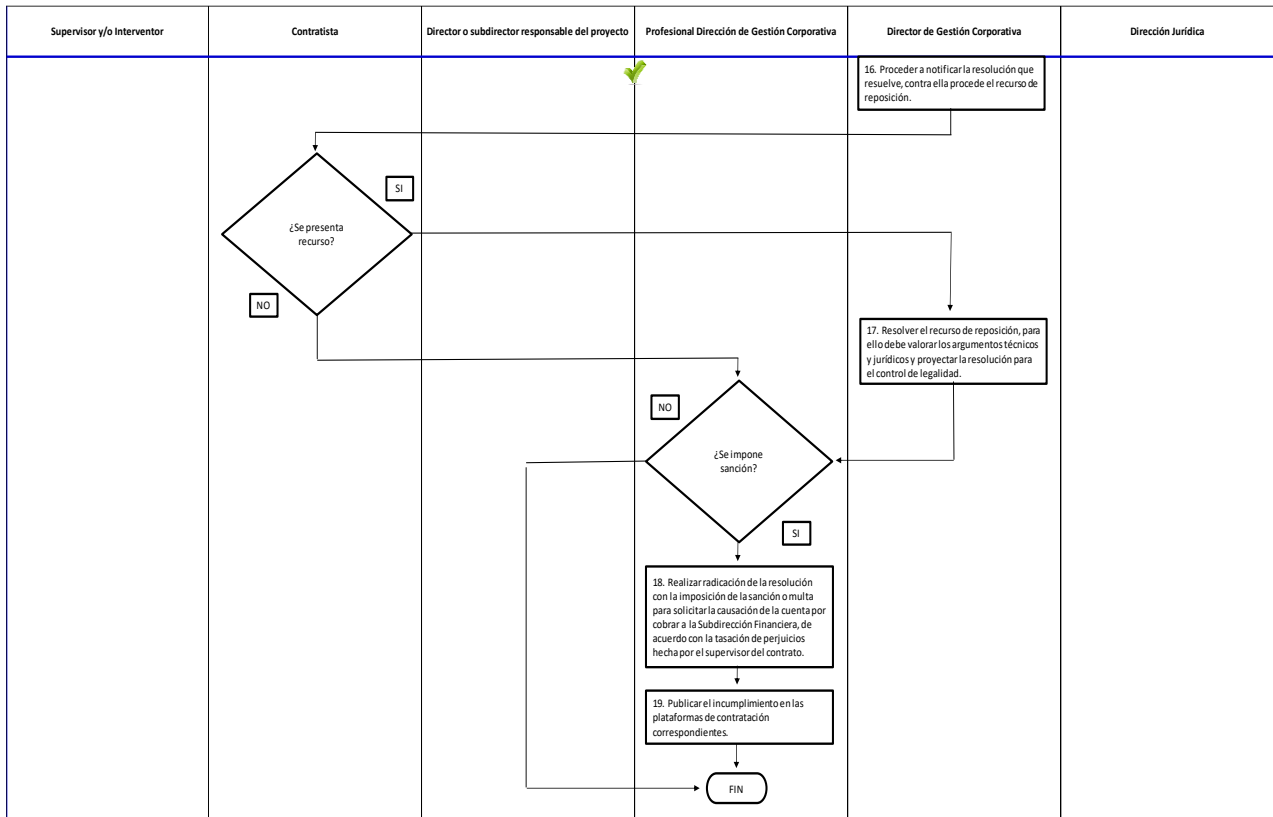 Supervisor y/o Interventor
Contratista
Director o subdirector responsable del proyecto
Profesional Dirección de Gestión Corporativa
Director de Gestión Corporativa
Dirección Jurídica
16. Proceder a notificar la resolución que
resuelve, contra ella procede el recurso de
reposición.
SI
¿Se presenta
recurso?
NO
17. Resolver el recurso de reposición, para
ello debe valorar los argumentos técnicos
y jurídicos y proyectar la resolución para
el control de legalidad.
NO
¿Se impone
sanción?
SI
18. Realizar radicación de la resolución
con la imposición de la sanción o multa
para solicitar la causación de la cuenta por
cobrar a la Subdirección Financiera, de
acuerdo con la tasación de perjuicios
hecha por el supervisor del contrato.
19. Publicar el incumplimiento en las
plataformas de contratación
correspondientes.
FIN